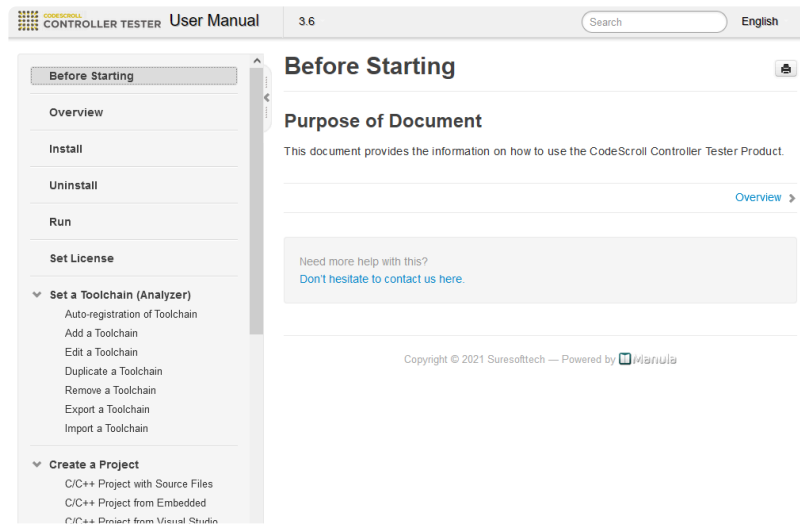 CODESCROLL
CONTROLLER TESTER User Manual
3.6
Search
English
Before Starting
Overview
Install
Uninstall
Run
Set License
Set a Toolchain (Analyzer)
Auto-registration of Toolchain
Add a Toolchain
Edit a Toolchain
Duplicate a Toolchain
Remove a Toolchain
Export a Toolchain
Import a Toolchain
Create a Project
C/C++ Project with Source Files
C/C++ Project from Embedded
C/C++ Project from Visual Studio
Before Starting
Purpose of Document
This document provides the information on how to use the CodeScroll Controller Tester Product.
Overview
Need more help with this?
Don't hesitate to contact us here.
Copyright © 2021 Suresofttech — Powered by Manula